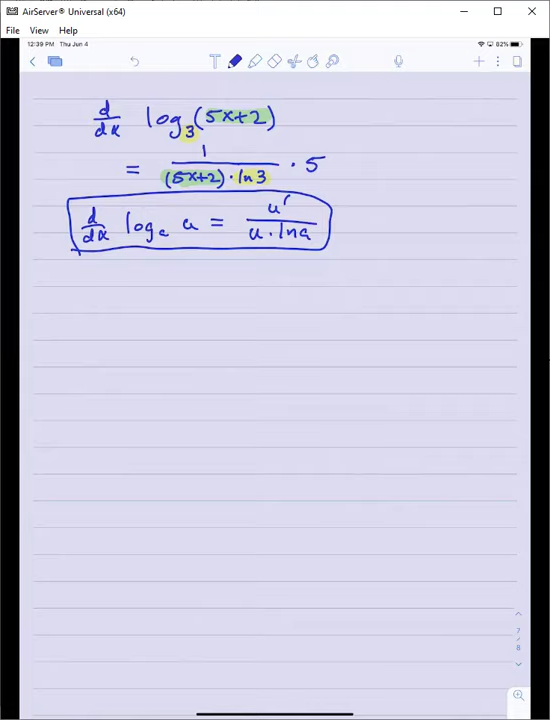 AirServer® Universal (x64)
File View Help
12:39 PM Thu Jun 4 82%
T
d/dx log₃(5x+2)
= 1/((5x+2)·ln3) · 5
d/dx logₐ u = u′/(u·lna)
7
/
8